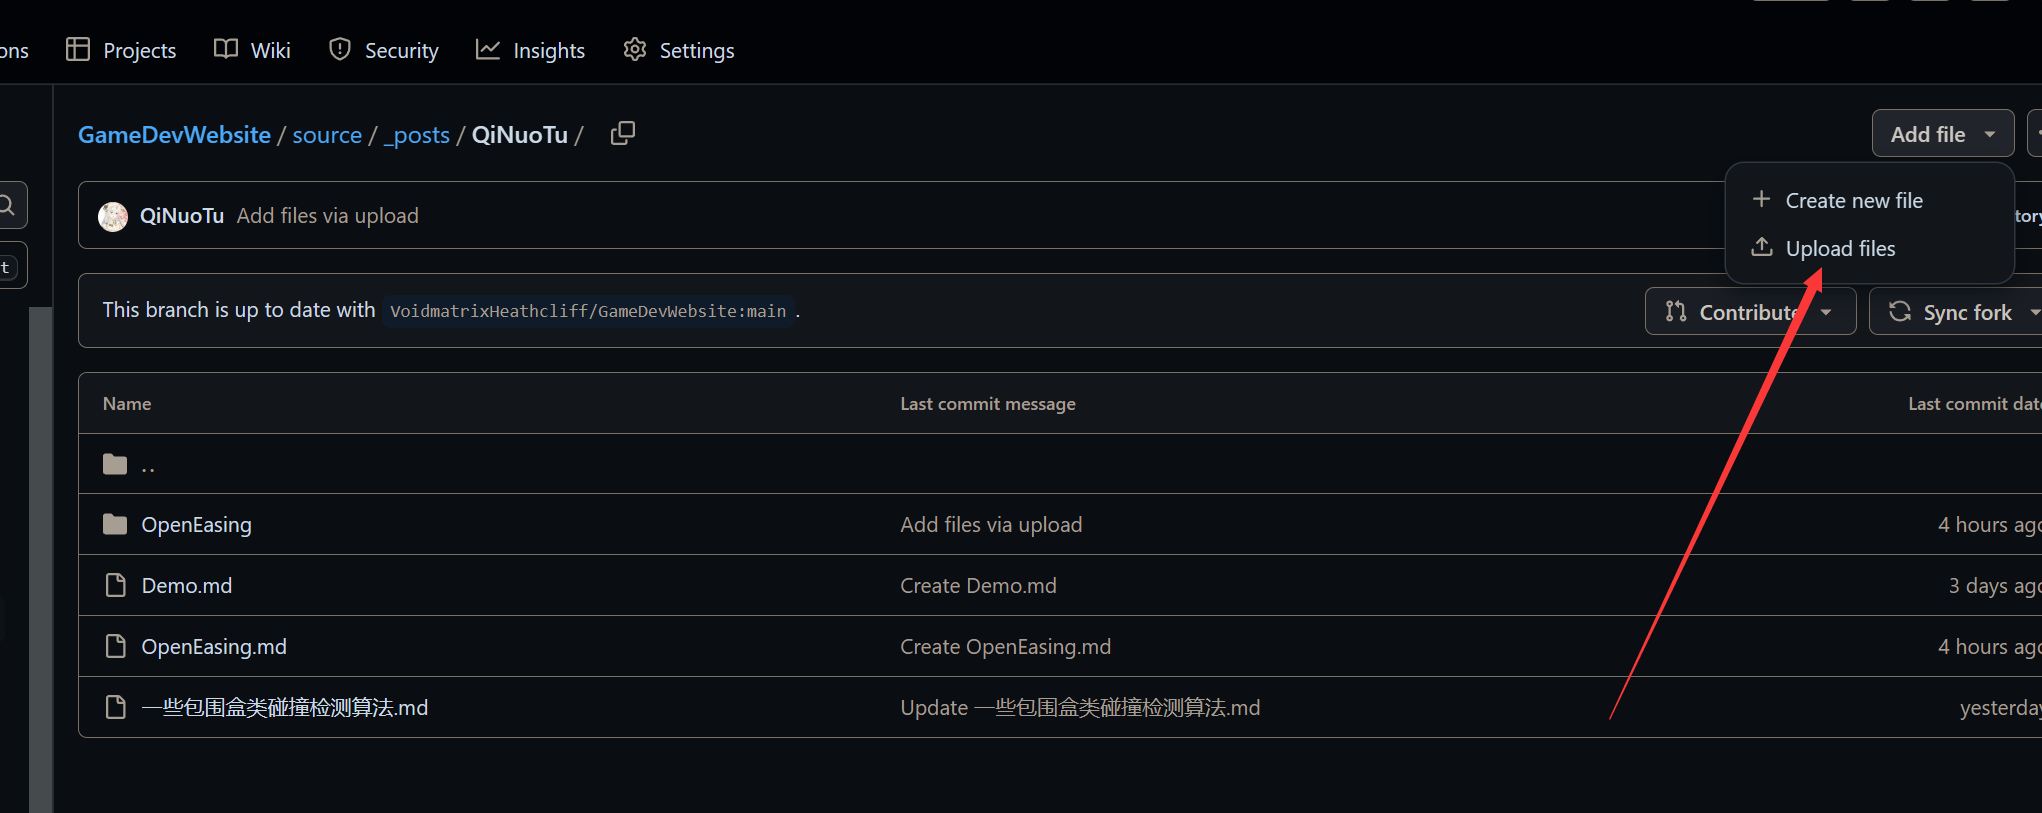 ons Projects Wiki Security Insights Settings
GameDevWebsite / source / _posts / QiNuoTu /
Add file
Create new file
Upload files
QiNuoTu Add files via upload
tory
t
This branch is up to date with VoidmatrixHeathcliff/GameDevWebsite:main .
Contribute
Sync fork
Name Last commit message Last commit date
..
OpenEasing Add files via upload 4 hours ago
Demo.md Create Demo.md 3 days ago
OpenEasing.md Create OpenEasing.md 4 hours ago
一些包围盒类碰撞检测算法.md Update 一些包围盒类碰撞检测算法.md yesterday